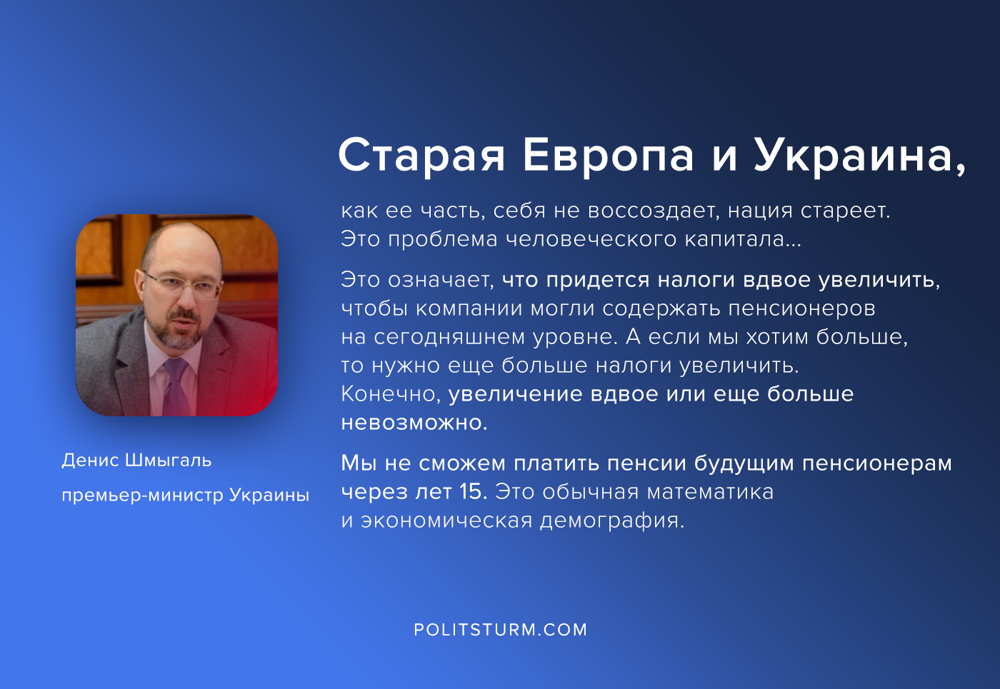 Старая Европа и Украина,
как ее часть, себя не воссоздает, нация стареет.
Это проблема человеческого капитала...
Это означает, что придется налоги вдвое увеличить,
чтобы компании могли содержать пенсионеров
на сегодняшнем уровне. А если мы хотим больше,
то нужно еще больше налоги увеличить.
Конечно, увеличение вдвое или еще больше
невозможно.
Мы не сможем платить пенсии будущим пенсионерам
через лет 15. Это обычная математика
и экономическая демография.
Денис Шмыгаль
премьер-министр Украины
POLITSTURM.COM